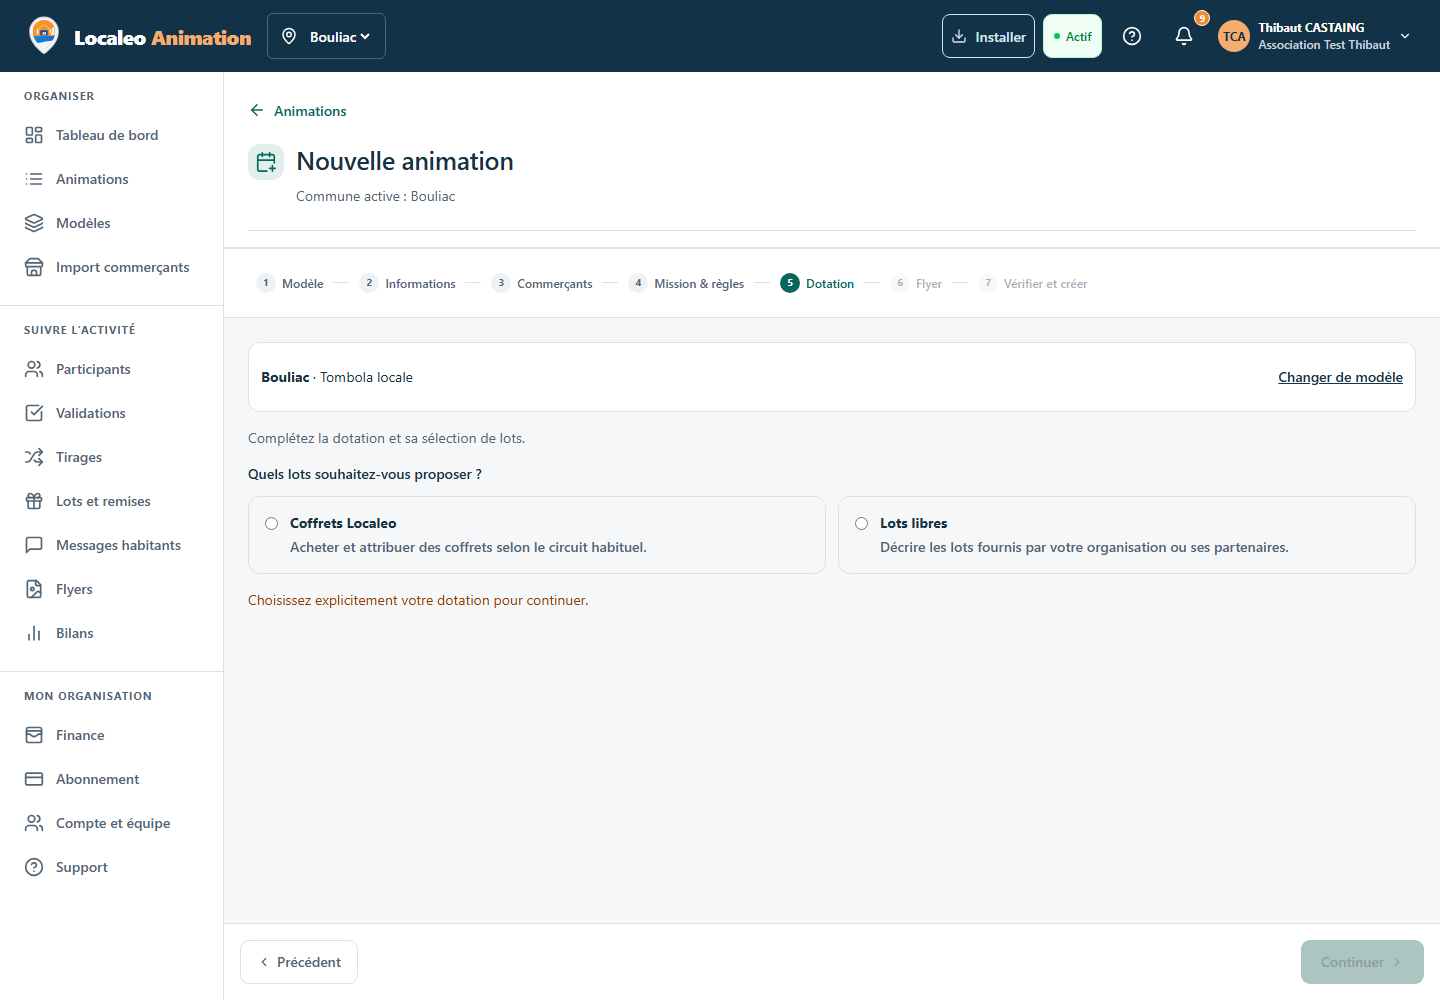 Localeo Animation
Bouliac
Installer
Actif
9
TCA
Thibaut CASTAING
Association Test Thibaut
ORGANISER
Tableau de bord
Animations
Modèles
Import commerçants
SUIVRE L'ACTIVITÉ
Participants
Validations
Tirages
Lots et remises
Messages habitants
Flyers
Bilans
MON ORGANISATION
Finance
Abonnement
Compte et équipe
Support
Animations
Nouvelle animation
Commune active : Bouliac
1 Modèle
2 Informations
3 Commerçants
4 Mission & règles
5 Dotation
6 Flyer
7 Vérifier et créer
Bouliac · Tombola locale
Changer de modèle
Complétez la dotation et sa sélection de lots.
Quels lots souhaitez-vous proposer ?
Coffrets Localeo
Acheter et attribuer des coffrets selon le circuit habituel.
Lots libres
Décrire les lots fournis par votre organisation ou ses partenaires.
Choisissez explicitement votre dotation pour continuer.
Précédent
Continuer